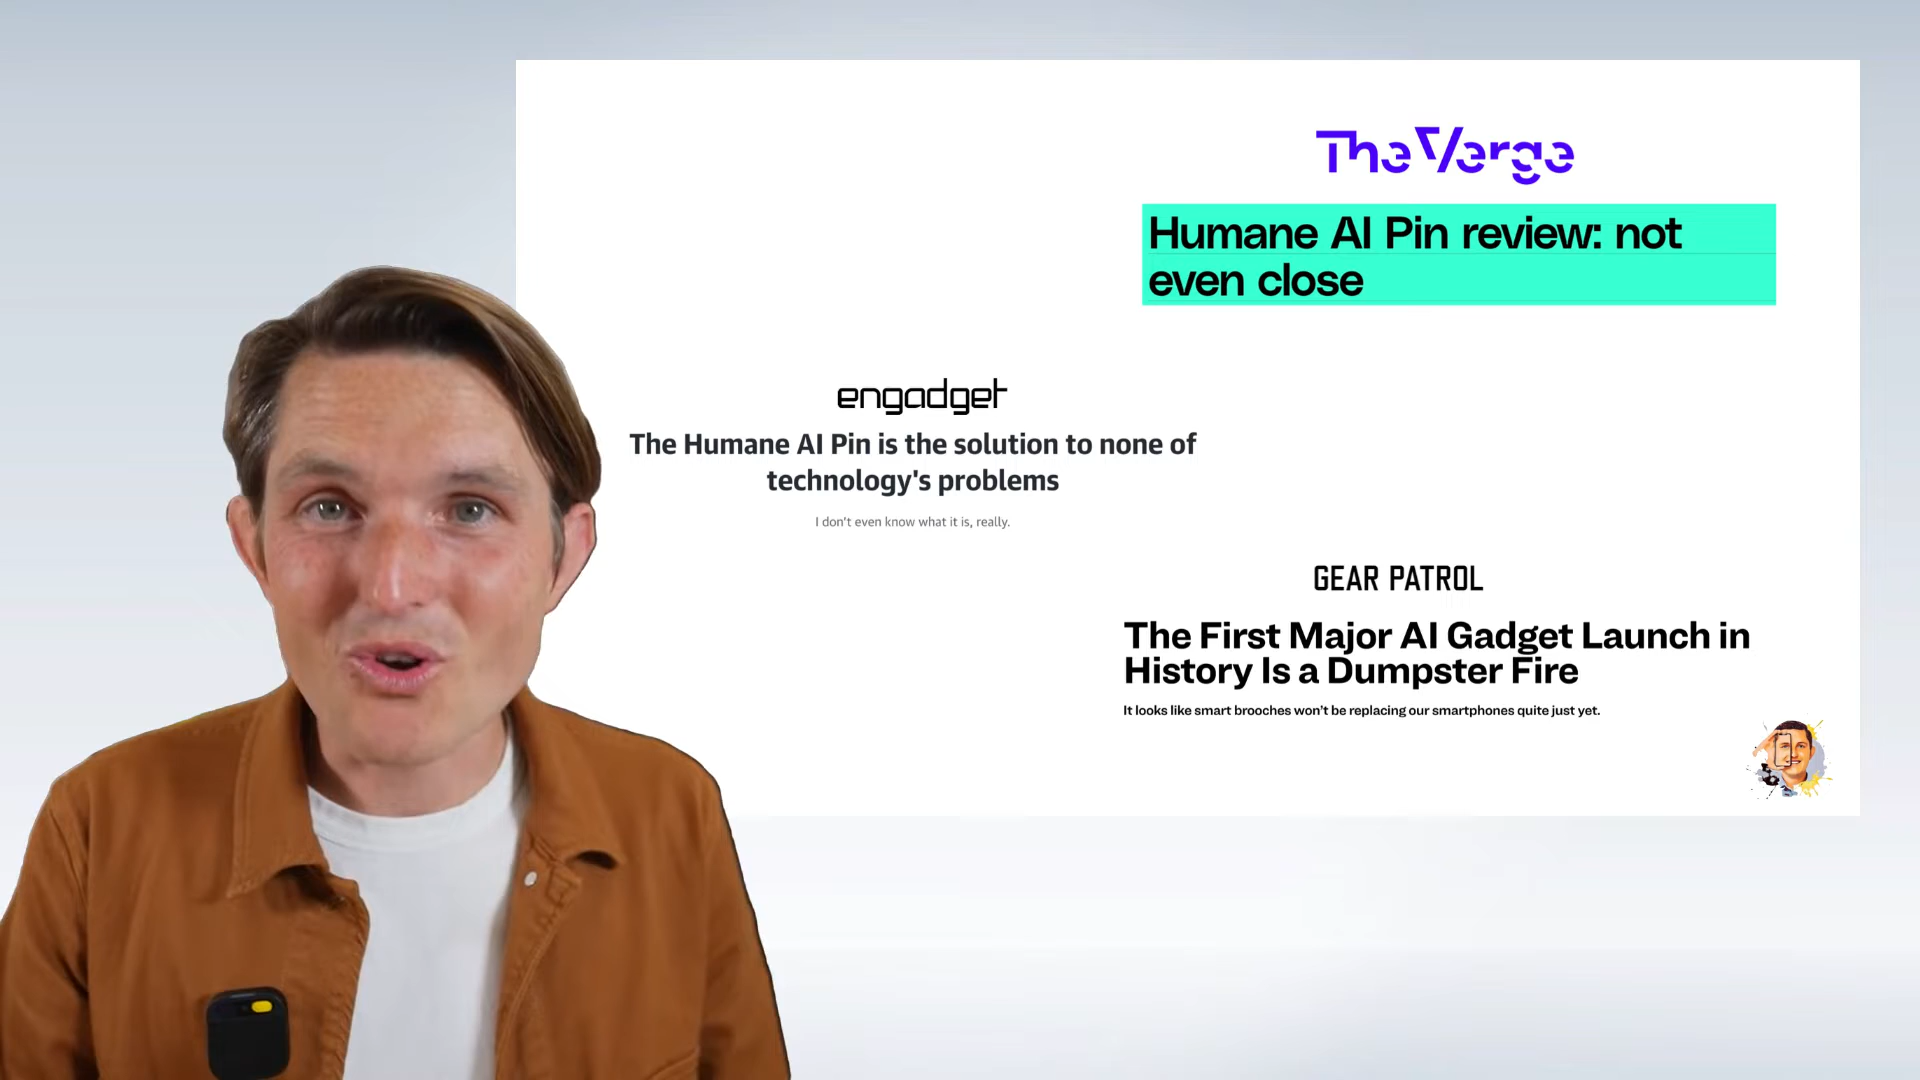 The Verge
Humane AI Pin review: not
even close
engadget
The Humane AI Pin is the solution to none of
technology's problems
I don't even know what it is, really.
GEAR PATROL
The First Major AI Gadget Launch in
History Is a Dumpster Fire
It looks like smart brooches won't be replacing our smartphones quite just yet.